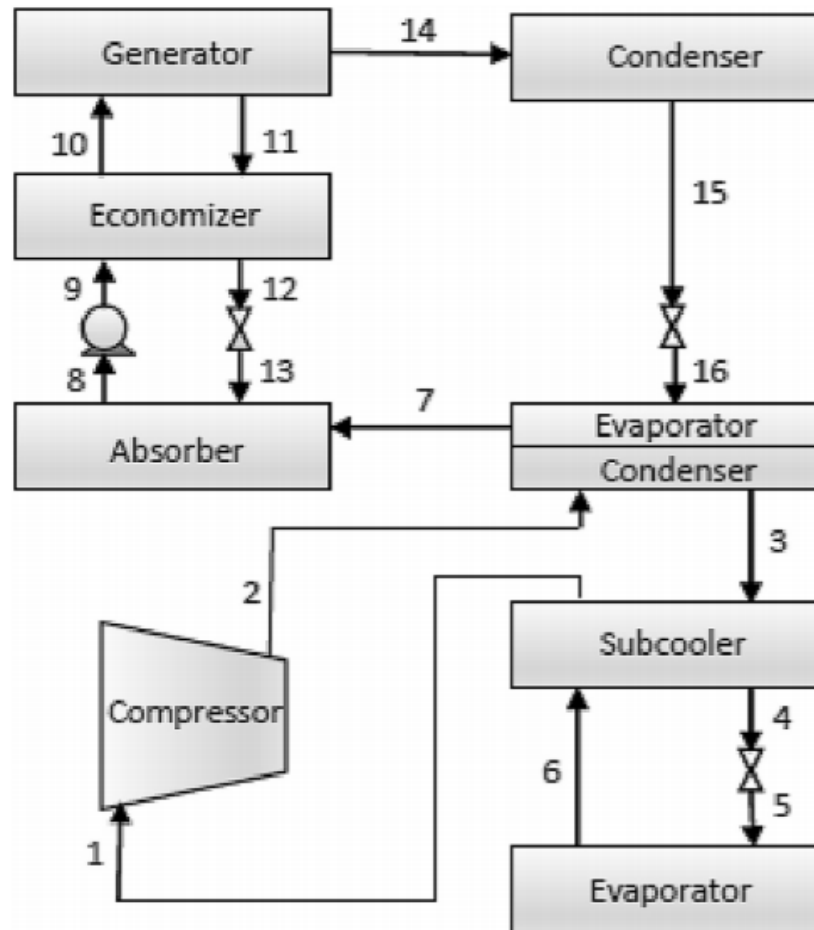 14
Generator
Condenser
10
11
15
Economizer
9
12
16
8
13
7
Absorber
Evaporator
Condenser
2
3
Subcooler
Compressor
4
6
5
1
Evaporator